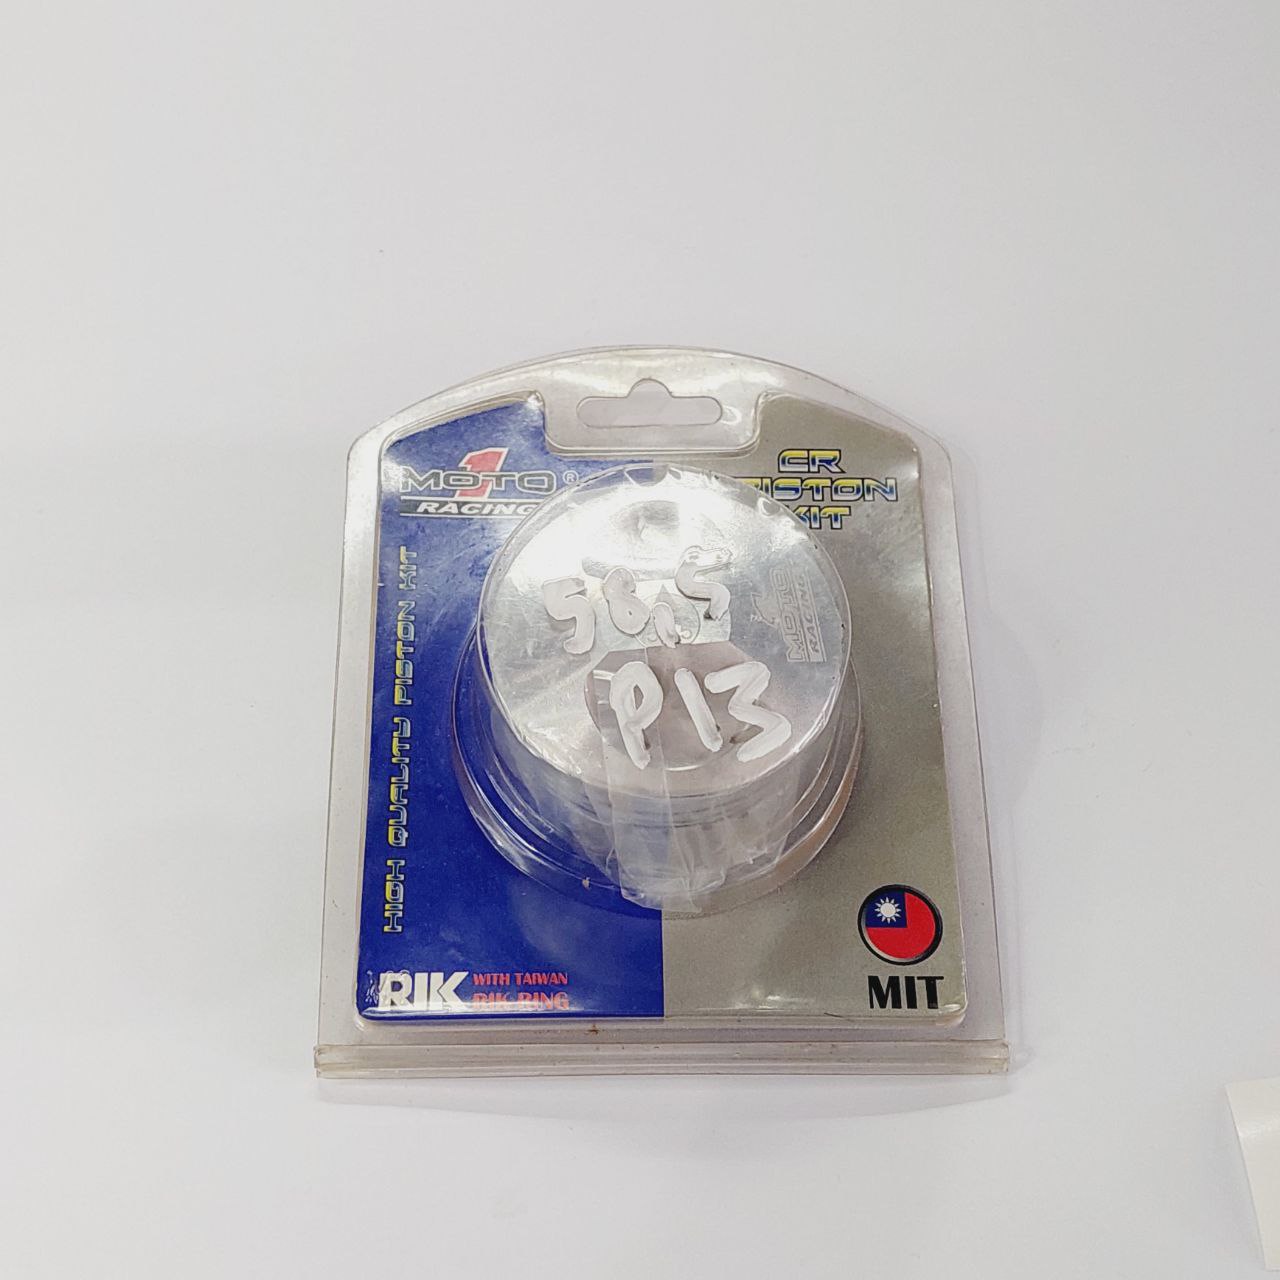 MOTO 1 ®
RACING
CR
PISTON
KIT
HIGH QUALITY PISTON KIT
58.5
P13
MOTO
RACING
RIK WITH TAIWAN
RIK RING
MIT